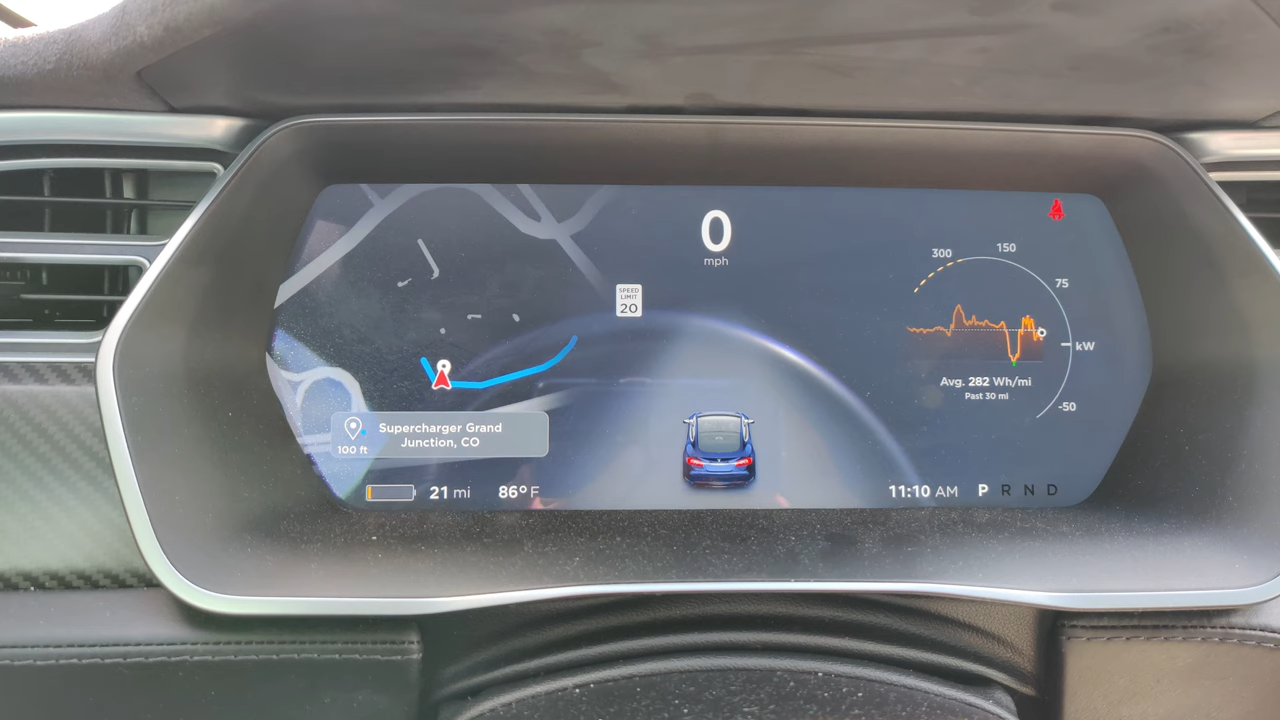 0
mph
SPEED
LIMIT
20
300
150
75
kW
-50
Avg. 282 Wh/mi
Past 30 mi
Supercharger Grand
Junction, CO
100 ft
21 mi
86°F
11:10 AM
P R N D